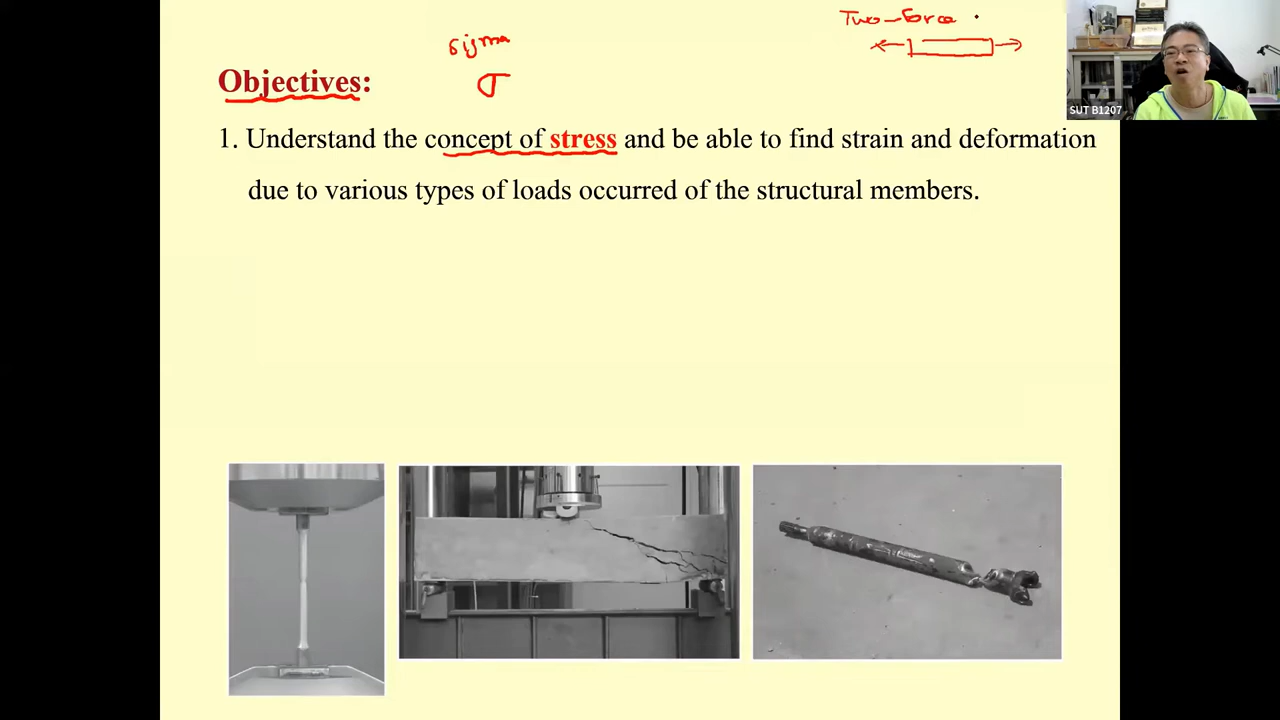 Two-Force
sigma
σ
Objectives:
1. Understand the concept of stress and be able to find strain and deformation
due to various types of loads occurred of the structural members.
SUT B1207